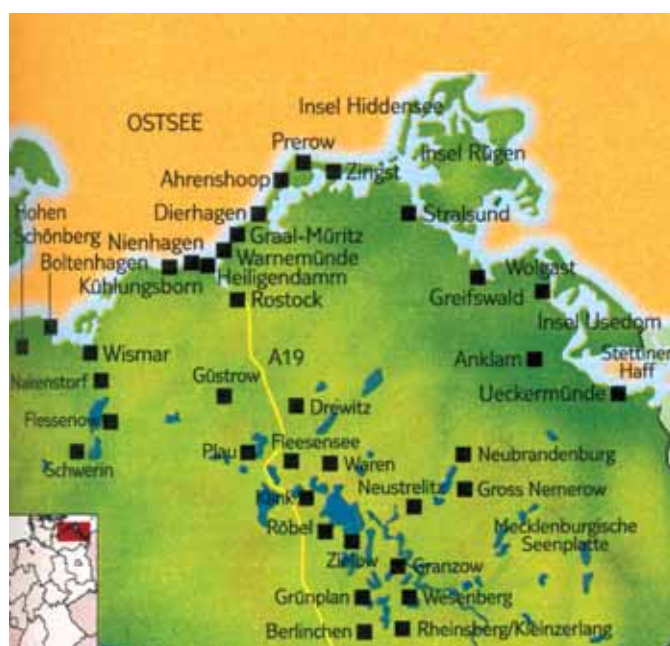 Insel Hiddensee
OSTSEE
Prerow
Insel Rügen
Zingst
Ahrenshoop
Hohen
Schönberg
Dierhagen
Stralsund
Graal-Müritz
Nienhagen
Warnemünde
Boltenhagen
Heiligendamm
Wolgast
Kühlungsborn
Greifswald
Rostock
Insel Usedom
Wismar
A19
Anklam
Stettiner
Haff
Güstrow
Ueckermünde
Drewitz
Flessenow
Fleesensee
Plau
Waren
Neubrandenburg
Schwerin
Neustrelitz
Gross Nemerow
Klink
Röbel
Mecklenburgische
Seenplatte
Zielow
Granzow
Grünplan
Wesenberg
Berlinchen
Rheinsberg/Kleinzerlang